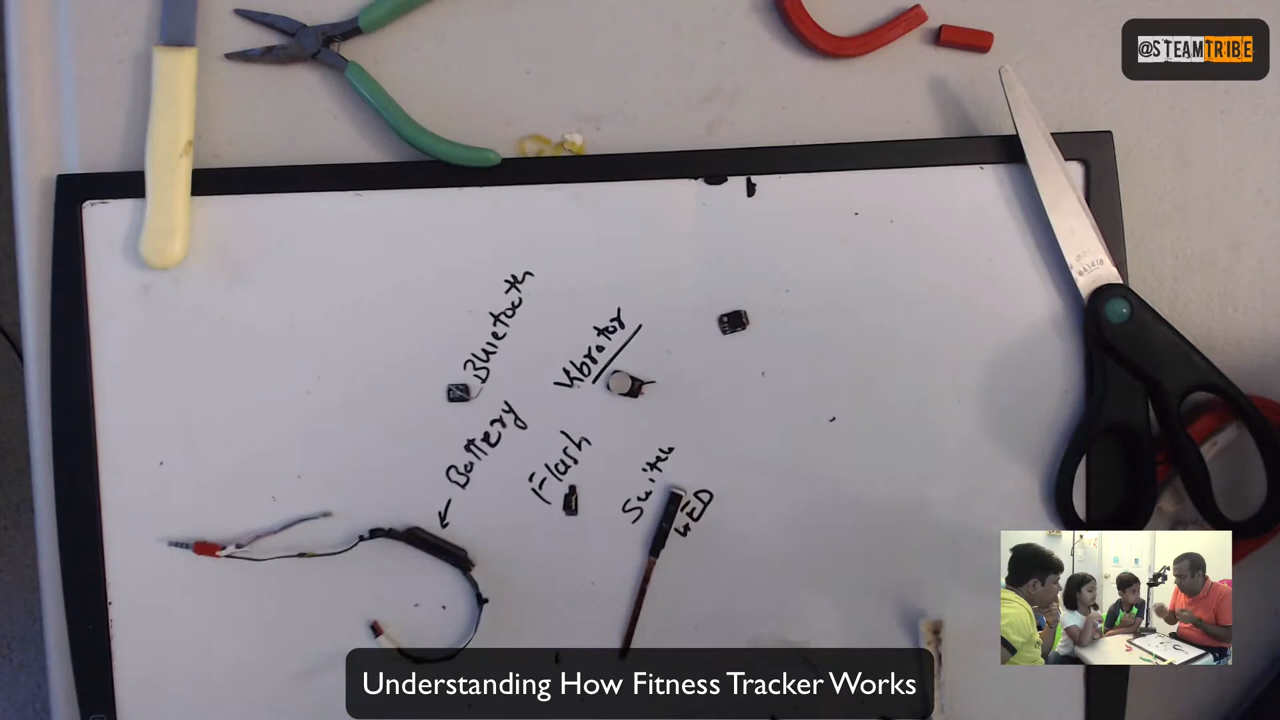 @STEAMTRIBE
Bluetooth
Vibrator
Battery
Flash
Switch
LED
Understanding How Fitness Tracker Works